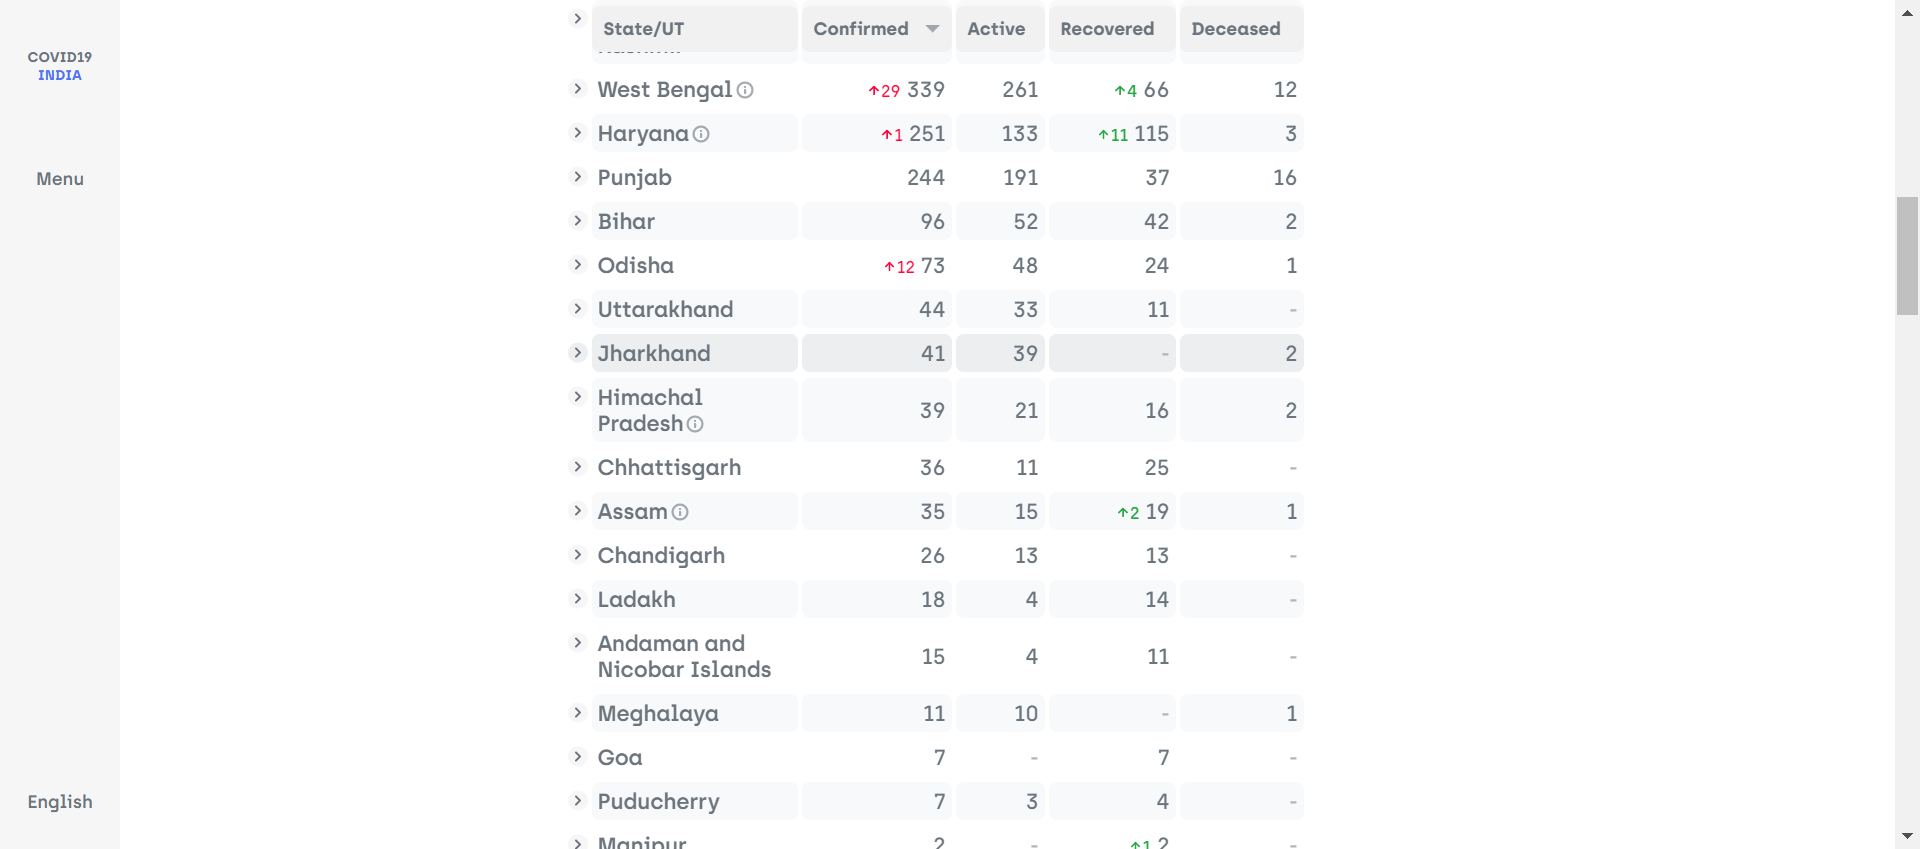 State/UT Confirmed Active Recovered Deceased
COVID19
INDIA
Menu
English
West Bengal ↑29 339 261 ↑4 66 12
Haryana ↑1 251 133 ↑11 115 3
Punjab 244 191 37 16
Bihar 96 52 42 2
Odisha ↑12 73 48 24 1
Uttarakhand 44 33 11 -
Jharkhand 41 39 - 2
Himachal
Pradesh 39 21 16 2
Chhattisgarh 36 11 25 -
Assam 35 15 ↑2 19 1
Chandigarh 26 13 13 -
Ladakh 18 4 14 -
Andaman and
Nicobar Islands 15 4 11 -
Meghalaya 11 10 - 1
Goa 7 - 7 -
Puducherry 7 3 4 -
Manipur 2 - ↑1 2 -